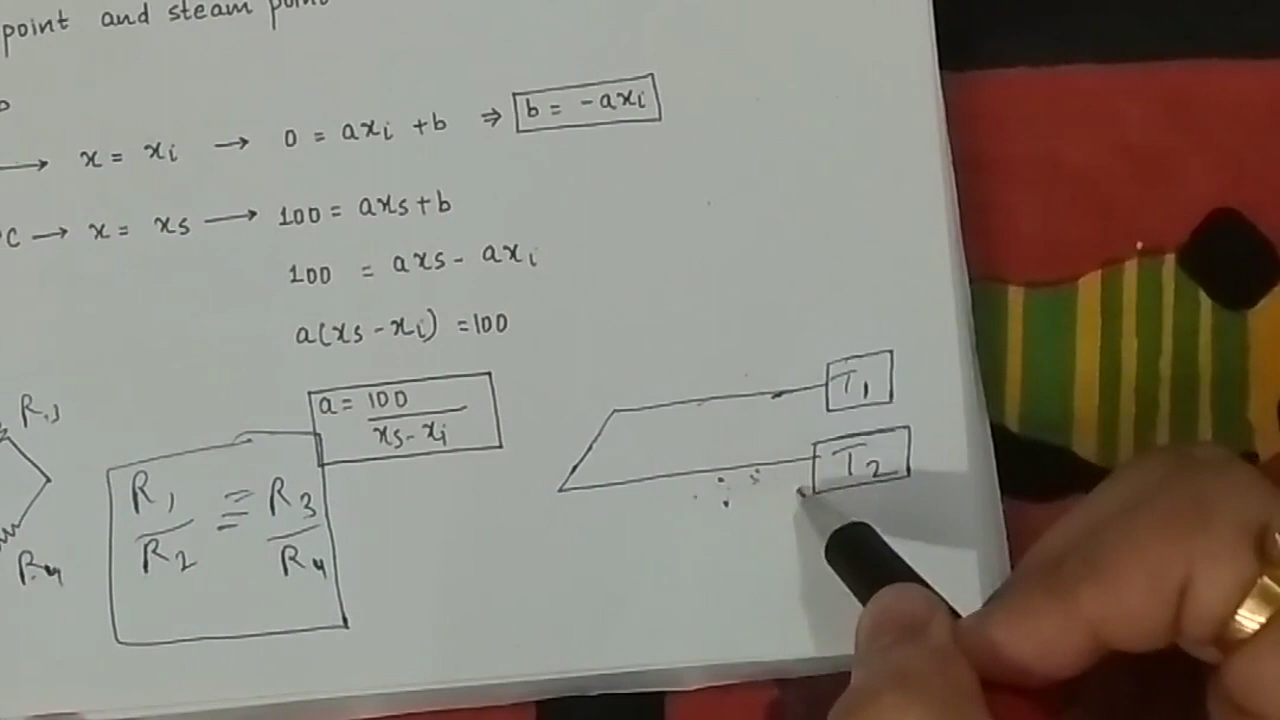 point and steam point
→ x = xi → 0 = axi + b ⇒ b = -axi
°C → x = xs → 100 = axs + b
100 = axs - axi
a(xs - xi) = 100
a = 100 / xs - xi
R3
R4
R1 / R2 = R3 / R4
T1
T2